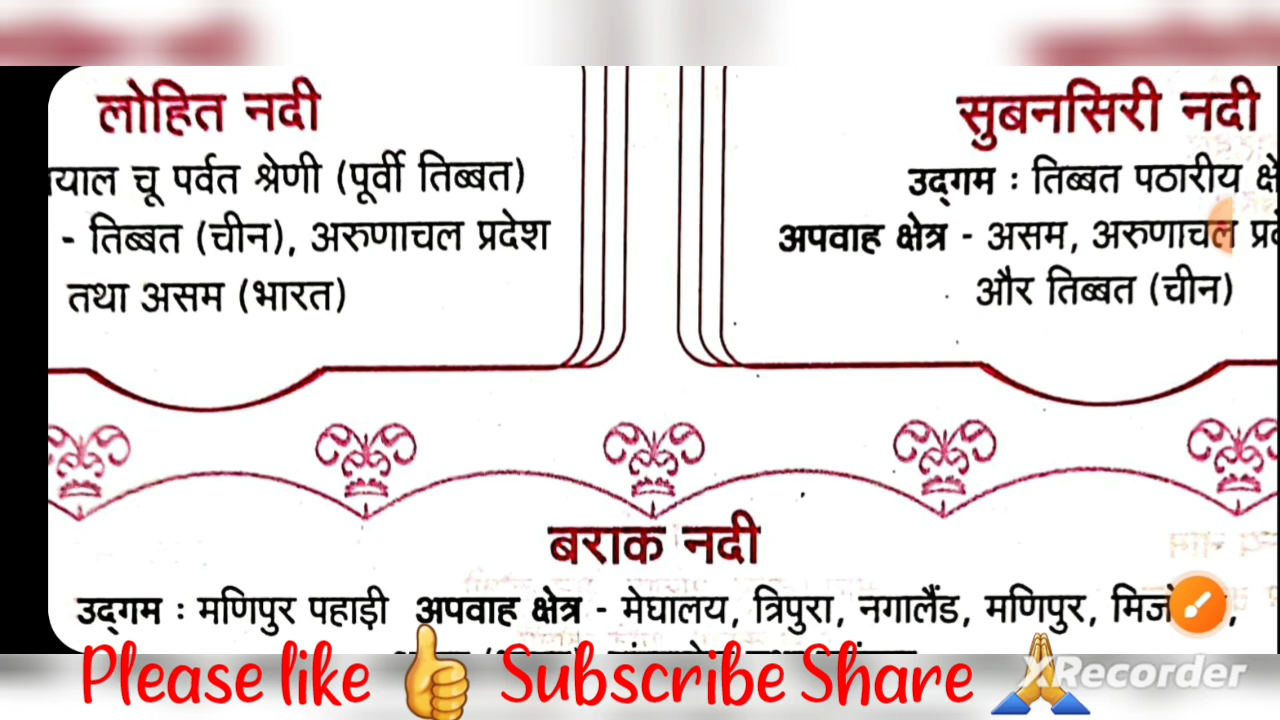 लोहित नदी
चू पर्वत श्रेणी (पूर्वी तिब्बत)
- तिब्बत (चीन), अरुणाचल प्रदेश
तथा असम (भारत)
सुबनसिरी नदी
उद्गम : तिब्बत पठारीय
अपवाह क्षेत्र - असम, अरुणाचल
और तिब्बत (चीन)
बराक नदी
उद्गम : मणिपुर पहाड़ी अपवाह क्षेत्र - मेघालय, त्रिपुरा, नगालैंड, मणिपुर,
Please like 👍 Subscribe Share 🙏
XRecorder